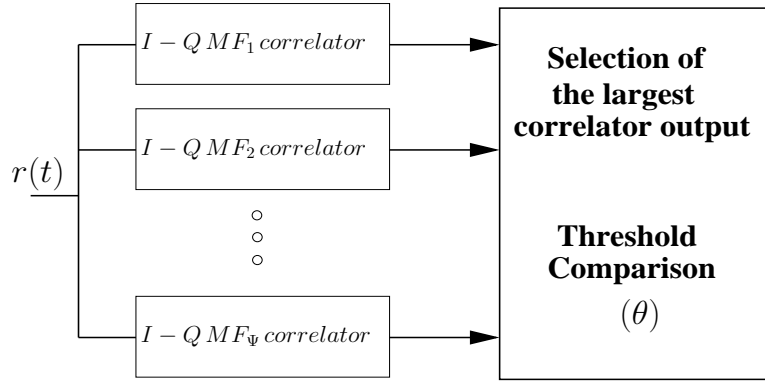 I − Q MF₁ correlator
I − Q MF₂ correlator
r(t)
I − Q MF_Ψ correlator
Selection of
the largest
correlator output
Threshold
Comparison
(θ)